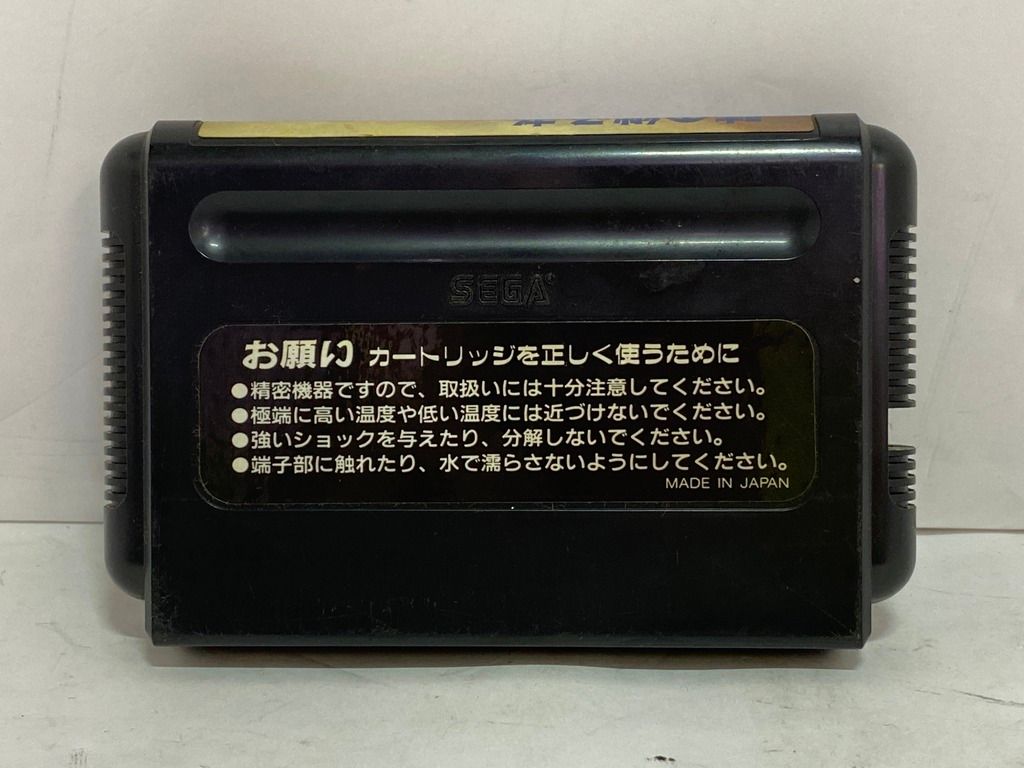 SEGA
お願い カートリッジを正しく使うために
●精密機器ですので、取扱いには十分注意してください。
●極端に高い温度や低い温度には近づけないでください。
●強いショックを与えたり、分解しないでください。
●端子部に触れたり、水で濡らさないようにしてください。
MADE IN JAPAN